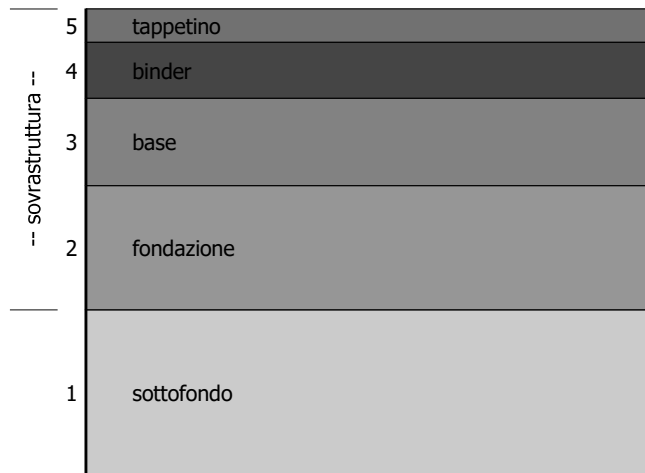 5 tappetino
4 binder
3 base
2 fondazione
1 sottofondo
-- sovrastruttura --